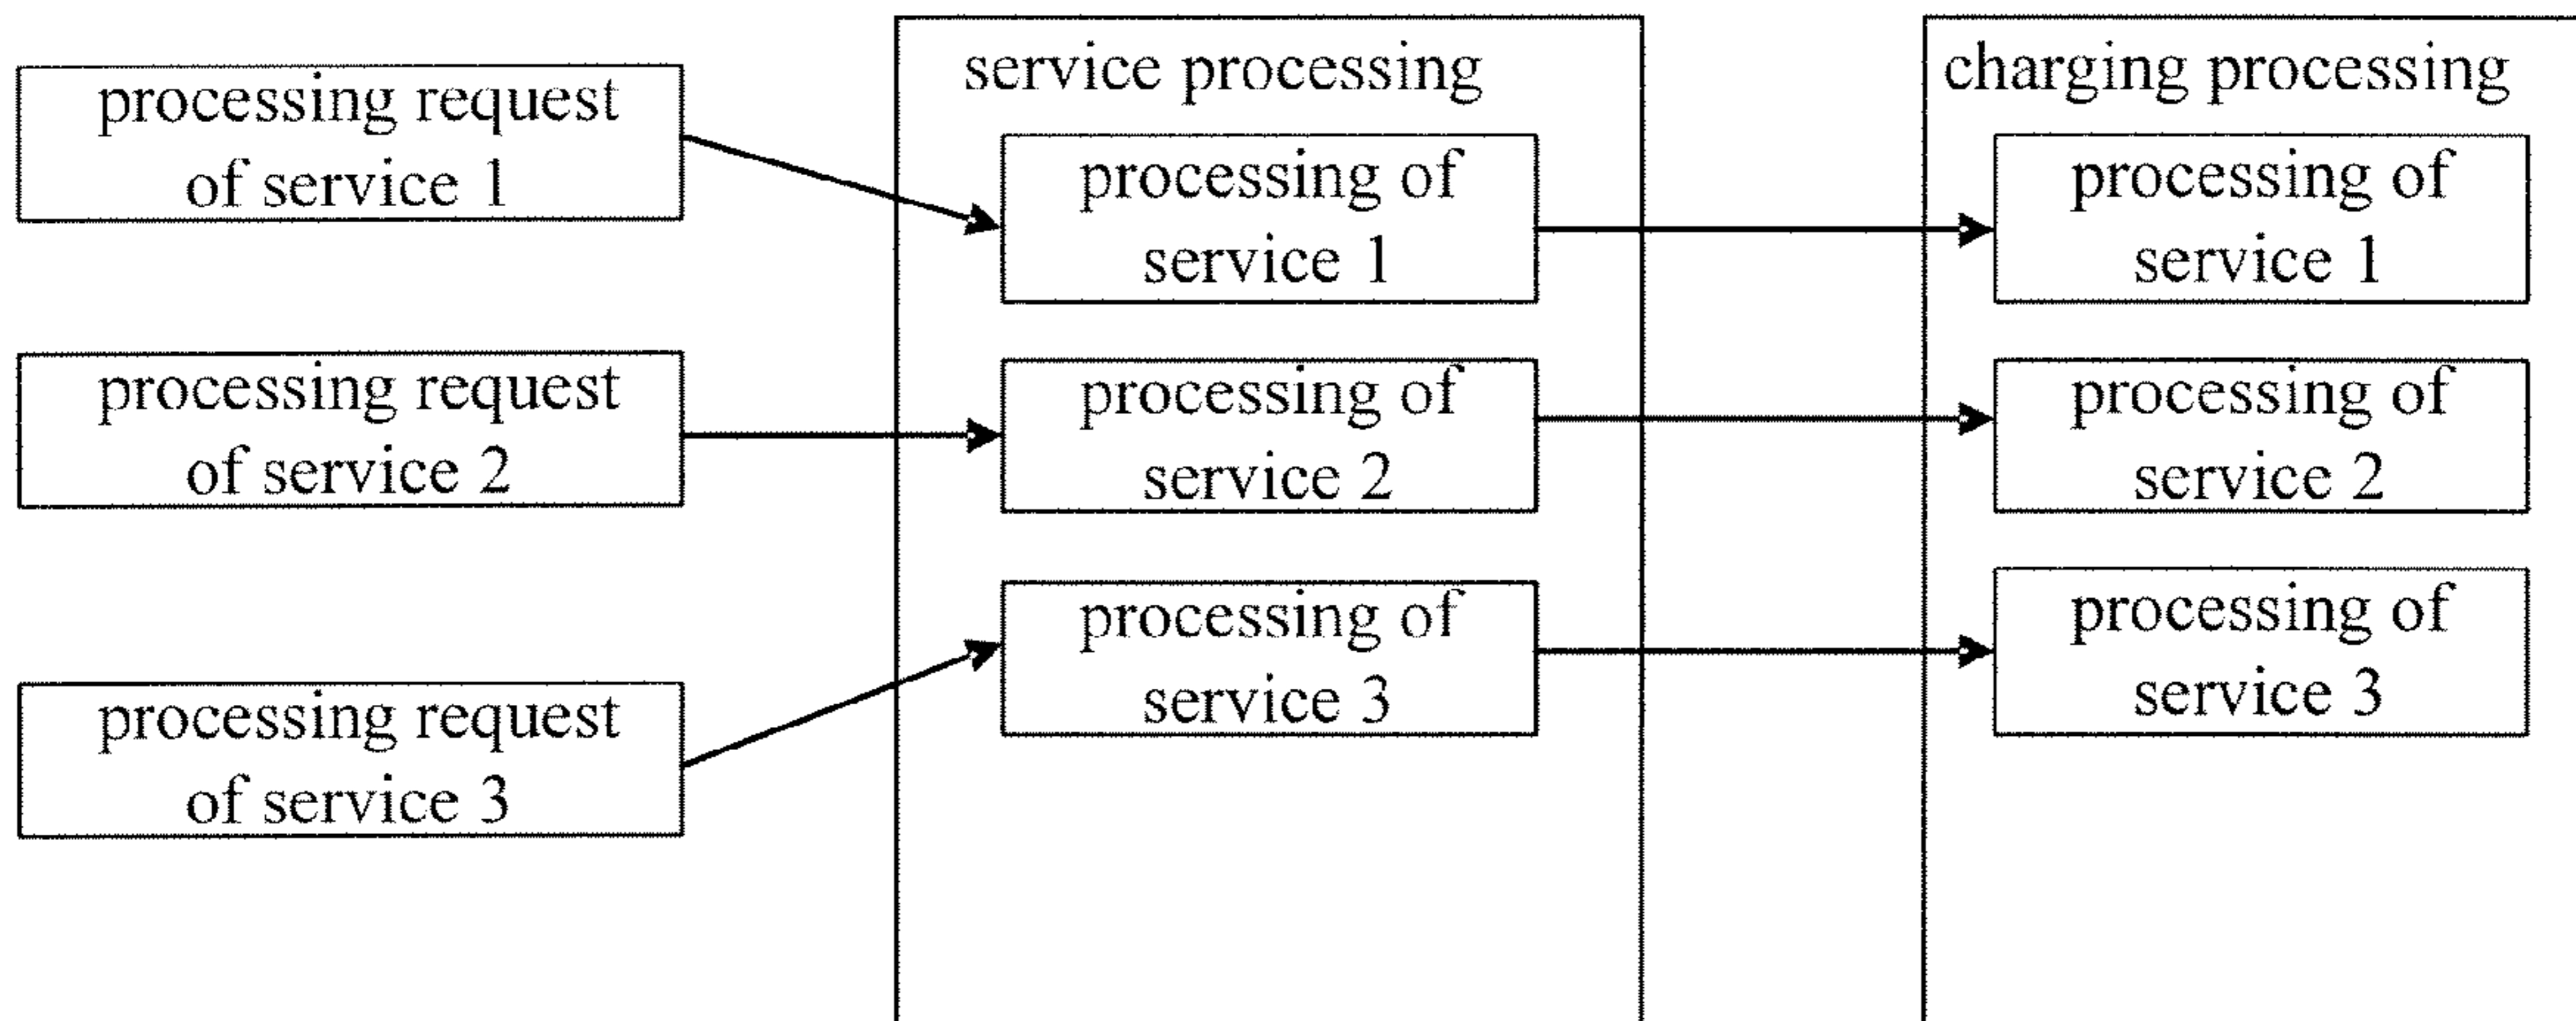 processing request
of service 1
processing request
of service 2
processing request
of service 3
service processing
processing of
service 1
processing of
service 2
processing of
service 3
charging processing
processing of
service 1
processing of
service 2
processing of
service 3